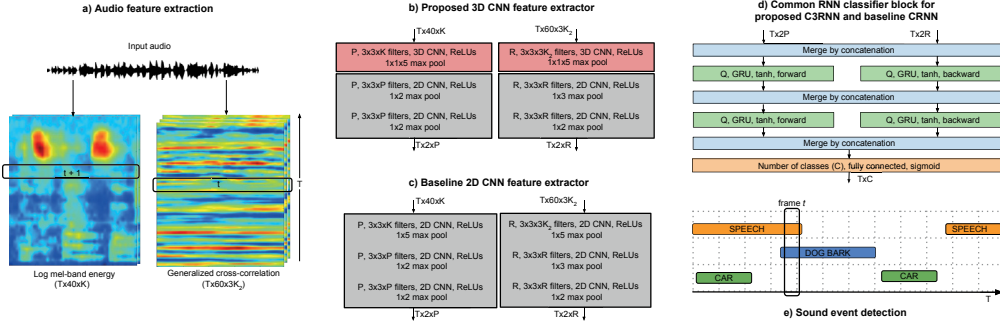 a) Audio feature extraction
Input audio
t + 1
t
T
Log mel-band energy
(Tx40xK)
Generalized cross-correlation
(Tx60x3K₂)
b) Proposed 3D CNN feature extractor
Tx40xK
Tx60x3K₂
P, 3x3xK filters, 3D CNN, ReLUs
1x1x5 max pool
R, 3x3x3K₂ filters, 3D CNN, ReLUs
1x1x5 max pool
P, 3x3xP filters, 2D CNN, ReLUs
1x2 max pool
R, 3x3xR filters, 2D CNN, ReLUs
1x3 max pool
P, 3x3xP filters, 2D CNN, ReLUs
1x2 max pool
R, 3x3xR filters, 2D CNN, ReLUs
1x2 max pool
Tx2xP
Tx2xR
c) Baseline 2D CNN feature extractor
Tx40xK
Tx60x3K₂
P, 3x3xP filters, 2D CNN, ReLUs
1x5 max pool
R, 3x3x3K₂ filters, 2D CNN, ReLUs
1x5 max pool
P, 3x3xP filters, 2D CNN, ReLUs
1x2 max pool
R, 3x3xR filters, 2D CNN, ReLUs
1x3 max pool
P, 3x3xP filters, 2D CNN, ReLUs
1x2 max pool
R, 3x3xR filters, 2D CNN, ReLUs
1x2 max pool
Tx2xP
Tx2xR
d) Common RNN classifier block for
proposed C3RNN and baseline CRNN
Tx2P
Tx2R
Merge by concatenation
Q, GRU, tanh, forward
Q, GRU, tanh, backward
Merge by concatenation
Q, GRU, tanh, forward
Q, GRU, tanh, backward
Merge by concatenation
Number of classes (C), fully connected, sigmoid
TxC
frame t
SPEECH
SPEECH
DOG BARK
CAR
CAR
T
e) Sound event detection